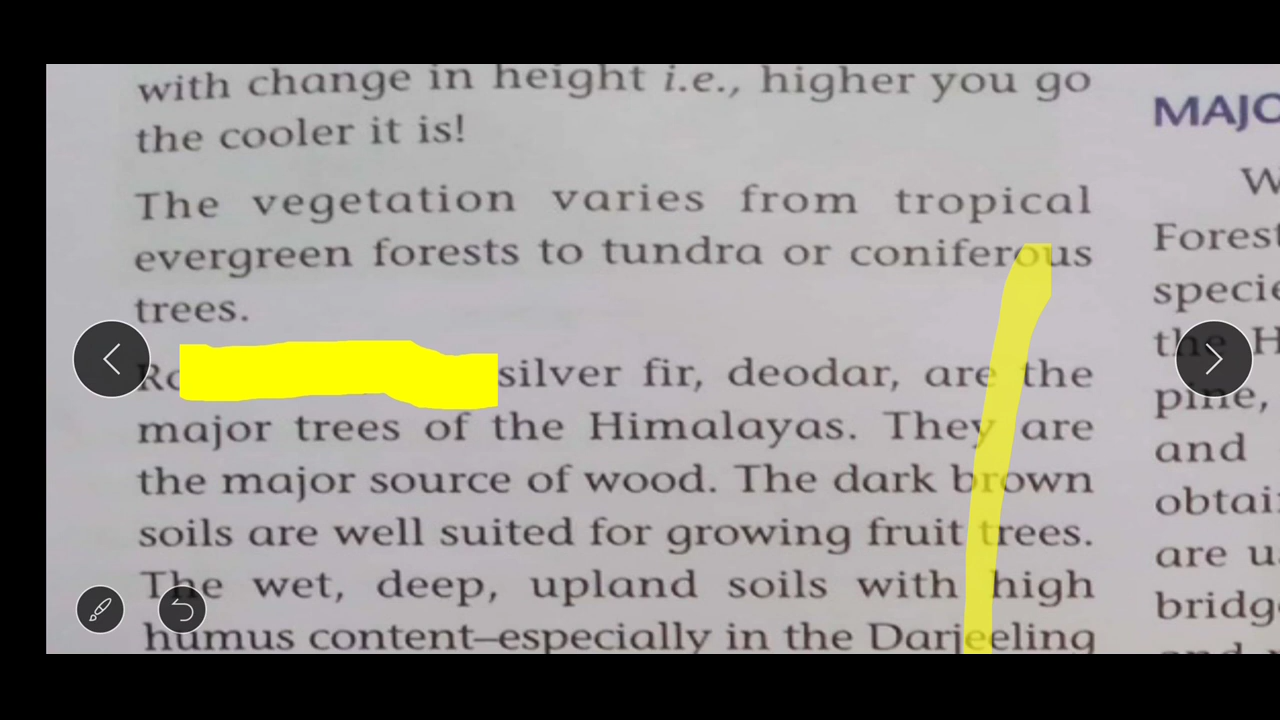 with change in height i.e., higher you go
the cooler it is!
The vegetation varies from tropical
evergreen forests to tundra or coniferous
trees.
silver fir, deodar, are the
major trees of the Himalayas. They are
the major source of wood. The dark brown
soils are well suited for growing fruit trees.
The wet, deep, upland soils with high
humus content–especially in the Darjeeling
MAJO
W
Forest
specie
the H
pine,
and
obtai
are u
bridg